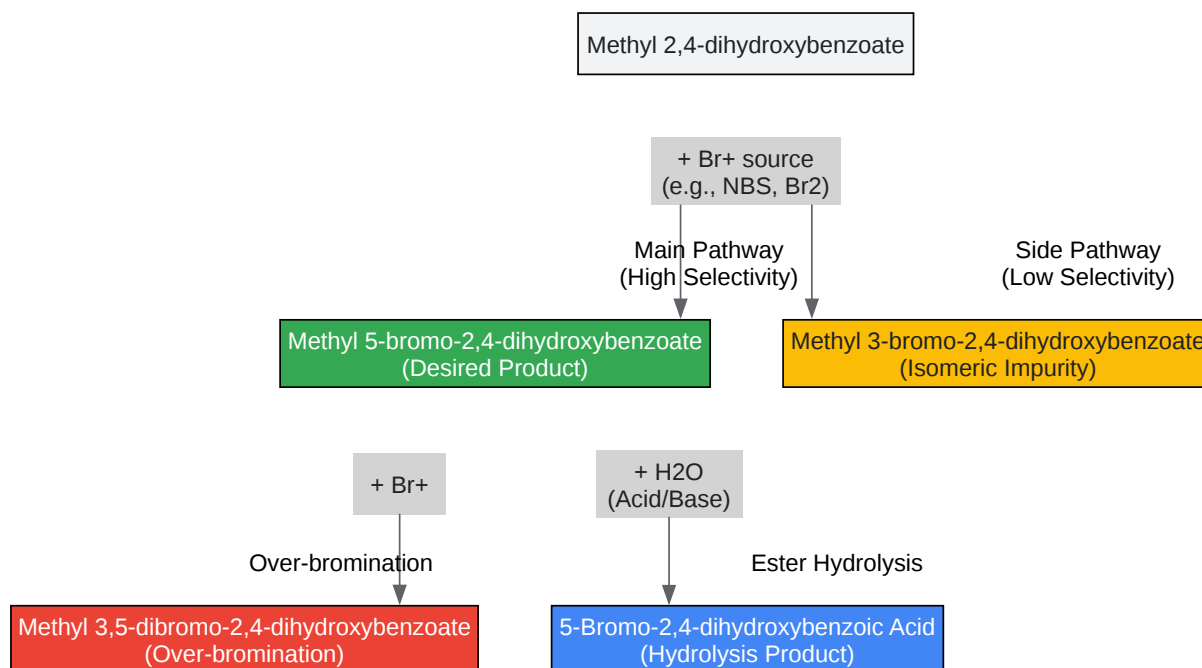 Methyl 2,4-dihydroxybenzoate
+ Br+ source
(e.g., NBS, Br2)
Main Pathway
(High Selectivity)
Side Pathway
(Low Selectivity)
Methyl 5-bromo-2,4-dihydroxybenzoate
(Desired Product)
Methyl 3-bromo-2,4-dihydroxybenzoate
(Isomeric Impurity)
+ Br+
+ H2O
(Acid/Base)
Over-bromination
Ester Hydrolysis
Methyl 3,5-dibromo-2,4-dihydroxybenzoate
(Over-bromination)
5-Bromo-2,4-dihydroxybenzoic Acid
(Hydrolysis Product)